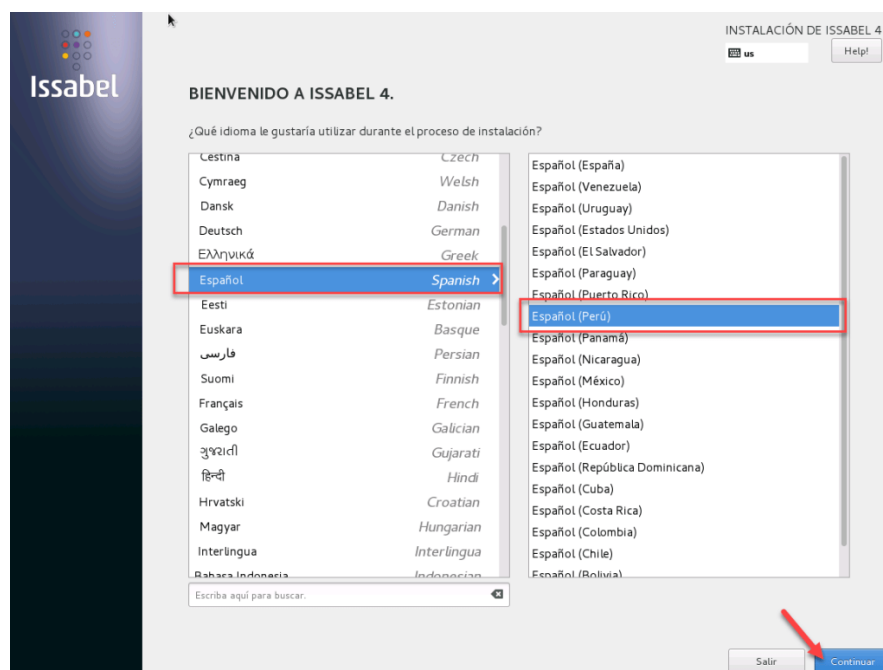 INSTALACIÓN DE ISSABEL 4
us
Help!
Issabel
BIENVENIDO A ISSABEL 4.
¿Qué idioma le gustaría utilizar durante el proceso de instalación?
Čeština Czech
Cymraeg Welsh
Dansk Danish
Deutsch German
Ελληνικά Greek
Español Spanish
Eesti Estonian
Euskara Basque
فارسی Persian
Suomi Finnish
Français French
Galego Galician
ગુજરાતી Gujarati
हिन्दी Hindi
Hrvatski Croatian
Magyar Hungarian
Interlingua Interlingua
Bahasa Indonesia Indonesian
Escriba aquí para buscar.
Español (España)
Español (Venezuela)
Español (Uruguay)
Español (Estados Unidos)
Español (El Salvador)
Español (Paraguay)
Español (Puerto Rico)
Español (Perú)
Español (Panamá)
Español (Nicaragua)
Español (México)
Español (Honduras)
Español (Guatemala)
Español (Ecuador)
Español (República Dominicana)
Español (Cuba)
Español (Costa Rica)
Español (Colombia)
Español (Chile)
Español (Bolivia)
Salir
Continuar